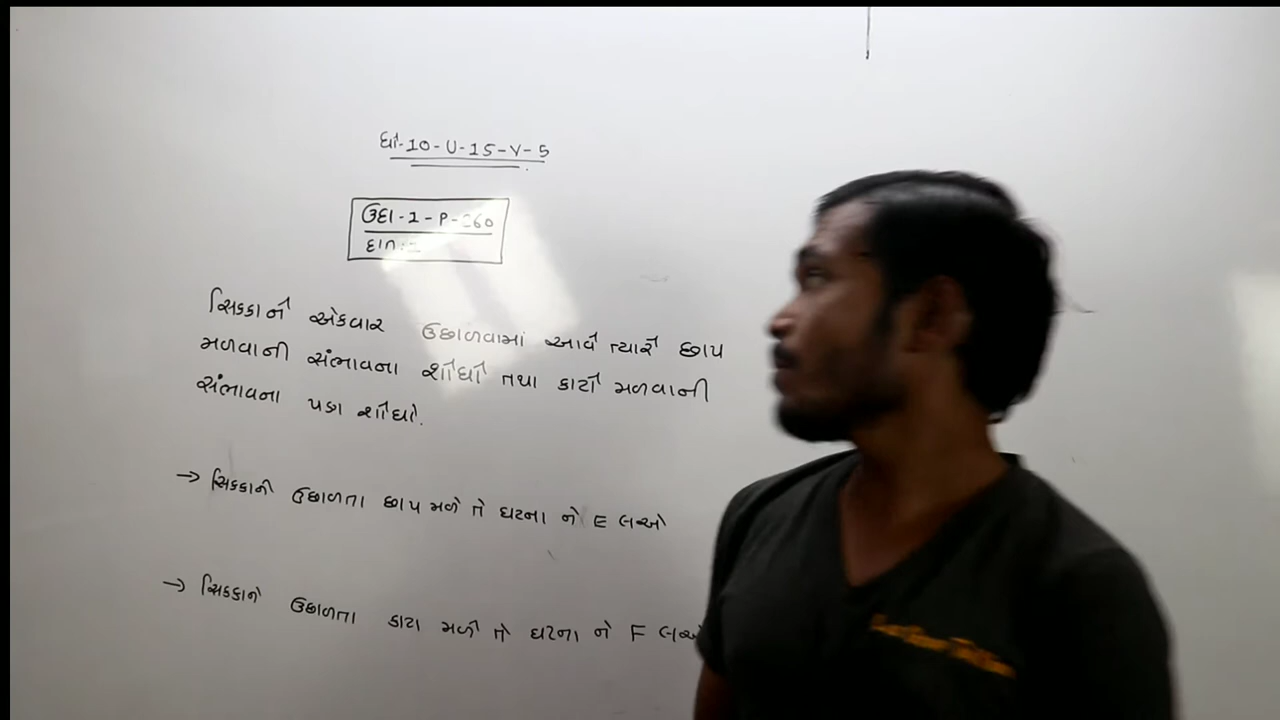 ધો-10-U-15-V-5
ઉદા-1-P-260
સિક્કાને એકવાર ઉછાળવામાં આવે ત્યારે છાપ
મળવાની સંભાવના શોધો તથા કાટો મળવાની
સંભાવના પણ શોધો.
→ સિક્કાને ઉછાળતા છાપ મળે તે ઘટના ને E લઓ
→ સિક્કાને ઉછાળતા કાટા મળે તે ઘટના ને F લઓ